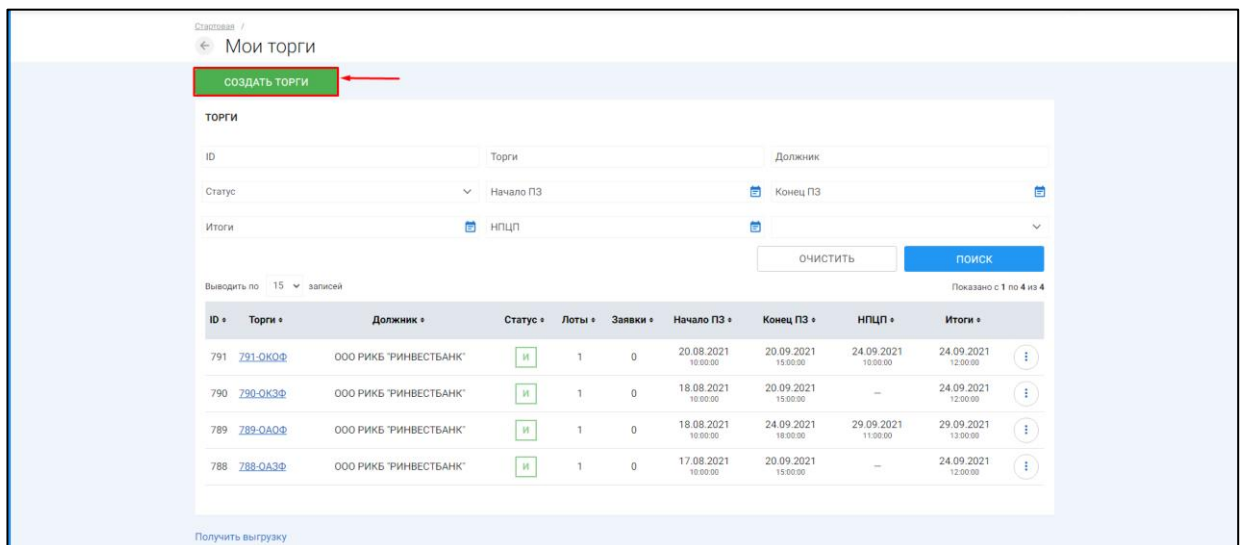 Стартовая /
Мои торги
СОЗДАТЬ ТОРГИ
ТОРГИ
ID Торги Должник
Статус Начало ПЗ Конец ПЗ
Итоги НПЦП
ОЧИСТИТЬ ПОИСК
Выводить по 15 записей Показано с 1 по 4 из 4
ID Торги Должник Статус Лоты Заявки Начало ПЗ Конец ПЗ НПЦП Итоги
791 791-ОКОФ ООО РИКБ "РИНВЕСТБАНК" И 1 0 20.08.2021 20.09.2021 24.09.2021 24.09.2021
10:00:00 15:00:00 10:00:00 12:00:00
790 790-ОКЗФ ООО РИКБ "РИНВЕСТБАНК" И 1 0 18.08.2021 20.09.2021 — 24.09.2021
10:00:00 15:00:00 12:00:00
789 789-ОАОФ ООО РИКБ "РИНВЕСТБАНК" И 1 0 18.08.2021 24.09.2021 29.09.2021 29.09.2021
10:00:00 18:00:00 11:00:00 13:00:00
788 788-ОАЗФ ООО РИКБ "РИНВЕСТБАНК" И 1 0 17.08.2021 20.09.2021 — 24.09.2021
10:00:00 15:00:00 12:00:00
Получить выгрузку